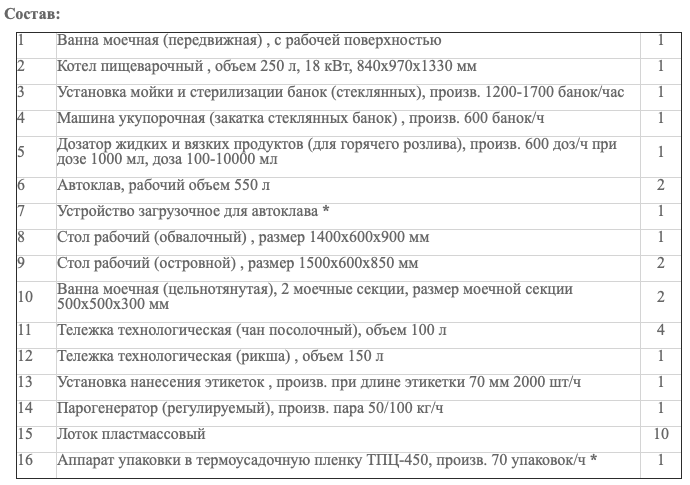 Состав:
1 Ванна моечная (передвижная) , с рабочей поверхностью 1
2 Котел пищеварочный , объем 250 л, 18 кВт, 840х970х1330 мм 1
3 Установка мойки и стерилизации банок (стеклянных), произв. 1200-1700 банок/час 1
4 Машина укупорочная (закатка стеклянных банок) , произв. 600 банок/ч 1
5 Дозатор жидких и вязких продуктов (для горячего розлива), произв. 600 доз/ч при
дозе 1000 мл, доза 100-10000 мл 1
6 Автоклав, рабочий объем 550 л 2
7 Устройство загрузочное для автоклава * 1
8 Стол рабочий (обвалочный) , размер 1400х600х900 мм 1
9 Стол рабочий (островной) , размер 1500х600х850 мм 2
10 Ванна моечная (цельнотянутая), 2 моечные секции, размер моечной секции
500х500х300 мм 2
11 Тележка технологическая (чан посолочный), объем 100 л 4
12 Тележка технологическая (рикша) , объем 150 л 1
13 Установка нанесения этикеток , произв. при длине этикетки 70 мм 2000 шт/ч 1
14 Парогенератор (регулируемый), произв. пара 50/100 кг/ч 1
15 Лоток пластмассовый 10
16 Аппарат упаковки в термоусадочную пленку ТПЦ-450, произв. 70 упаковок/ч * 1